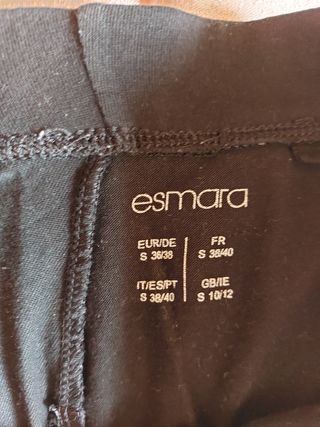 esmara
EUR/DE
S 36/38
FR
S 38/40
IT/ES/PT
S 38/40
GB/IE
S 10/12